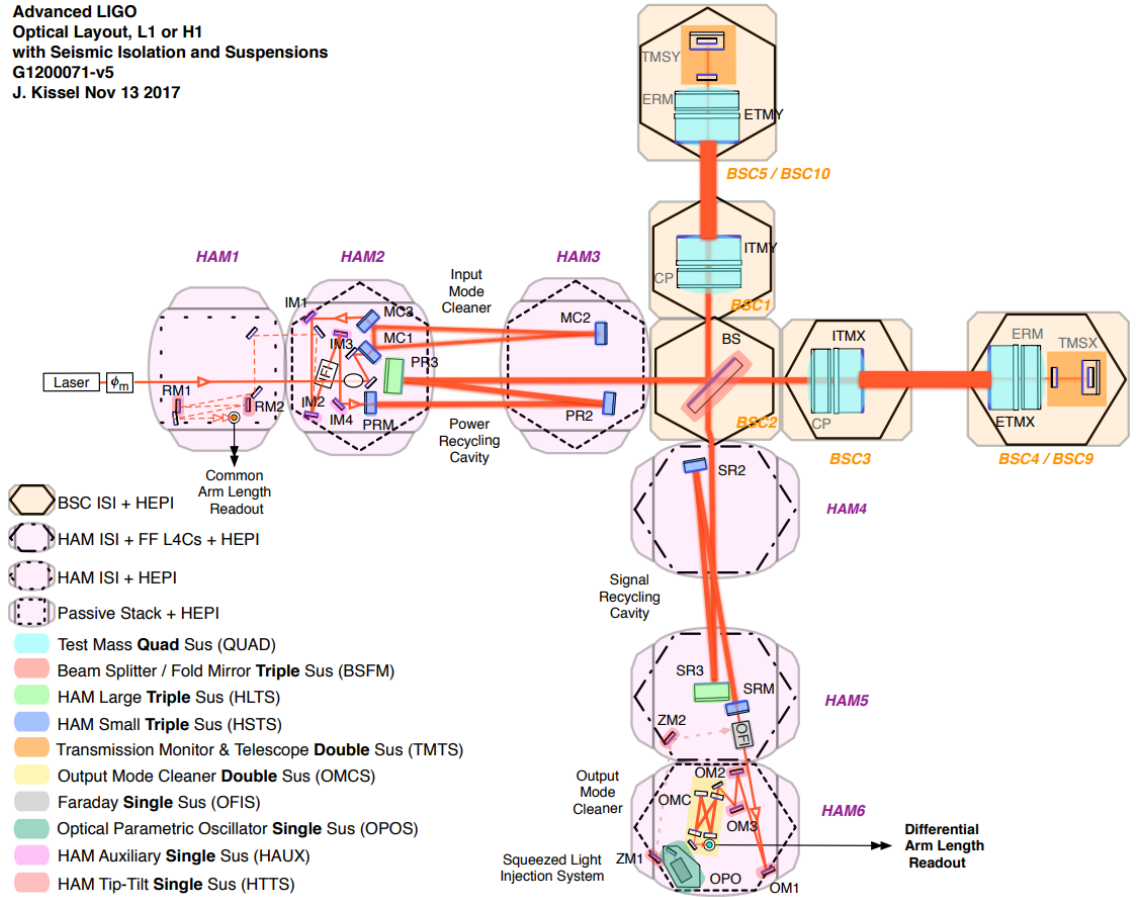 Advanced LIGO
Optical Layout, L1 or H1
with Seismic Isolation and Suspensions
G1200071-v5
J. Kissel Nov 13 2017
TMSY
ERM
ETMY
BSC5 / BSC10
ITMY
CP
BSC1
HAM1
HAM2
Input
Mode
Cleaner
HAM3
IM1
MC3
MC2
IM3
MC1
PR3
FI
BS
ITMX
ERM
TMSX
Laser
ϕm
RM1
RM2
IM2
IM4
PRM
PR2
BSC2
CP
ETMX
BSC3
BSC4 / BSC9
Power
Recycling
Cavity
Common
Arm Length
Readout
SR2
HAM4
Signal
Recycling
Cavity
SR3
SRM
HAM5
ZM2
OFI
Output
Mode
Cleaner
OM2
OMC
OM3
HAM6
Differential
Arm Length
Readout
ZM1
Squeezed Light
Injection System
OPO
OM1
BSC ISI + HEPI
HAM ISI + FF L4Cs + HEPI
HAM ISI + HEPI
Passive Stack + HEPI
Test Mass Quad Sus (QUAD)
Beam Splitter / Fold Mirror Triple Sus (BSFM)
HAM Large Triple Sus (HLTS)
HAM Small Triple Sus (HSTS)
Transmission Monitor & Telescope Double Sus (TMTS)
Output Mode Cleaner Double Sus (OMCS)
Faraday Single Sus (OFIS)
Optical Parametric Oscillator Single Sus (OPOS)
HAM Auxiliary Single Sus (HAUX)
HAM Tip-Tilt Single Sus (HTTS)